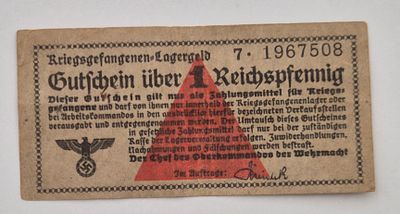 Kriegsgefangenen-Lagergeld 7· 1967508
Gutschein über 1 Reichspfennig
Dieser Gutschein gilt nur als Zahlungsmittel für Kriegs-
gefangene und darf von ihnen nur innerhalb der Kriegsgefangenenlager oder
bei Arbeitskommandos in den ausdrücklich hierfür bezeichneten Verkaufsstellen
verausgabt und entgegengenommen werden. Der Umtausch dieses Gutscheines
in gesetzliche Zahlungsmittel darf nur bei der zuständigen
Kasse der Lagerverwaltung erfolgen. Zuwiderhandlungen,
Nachahmungen und Fälschungen werden bestraft.
Der Chef des Oberkommandos der Wehrmacht
Im Auftrage: